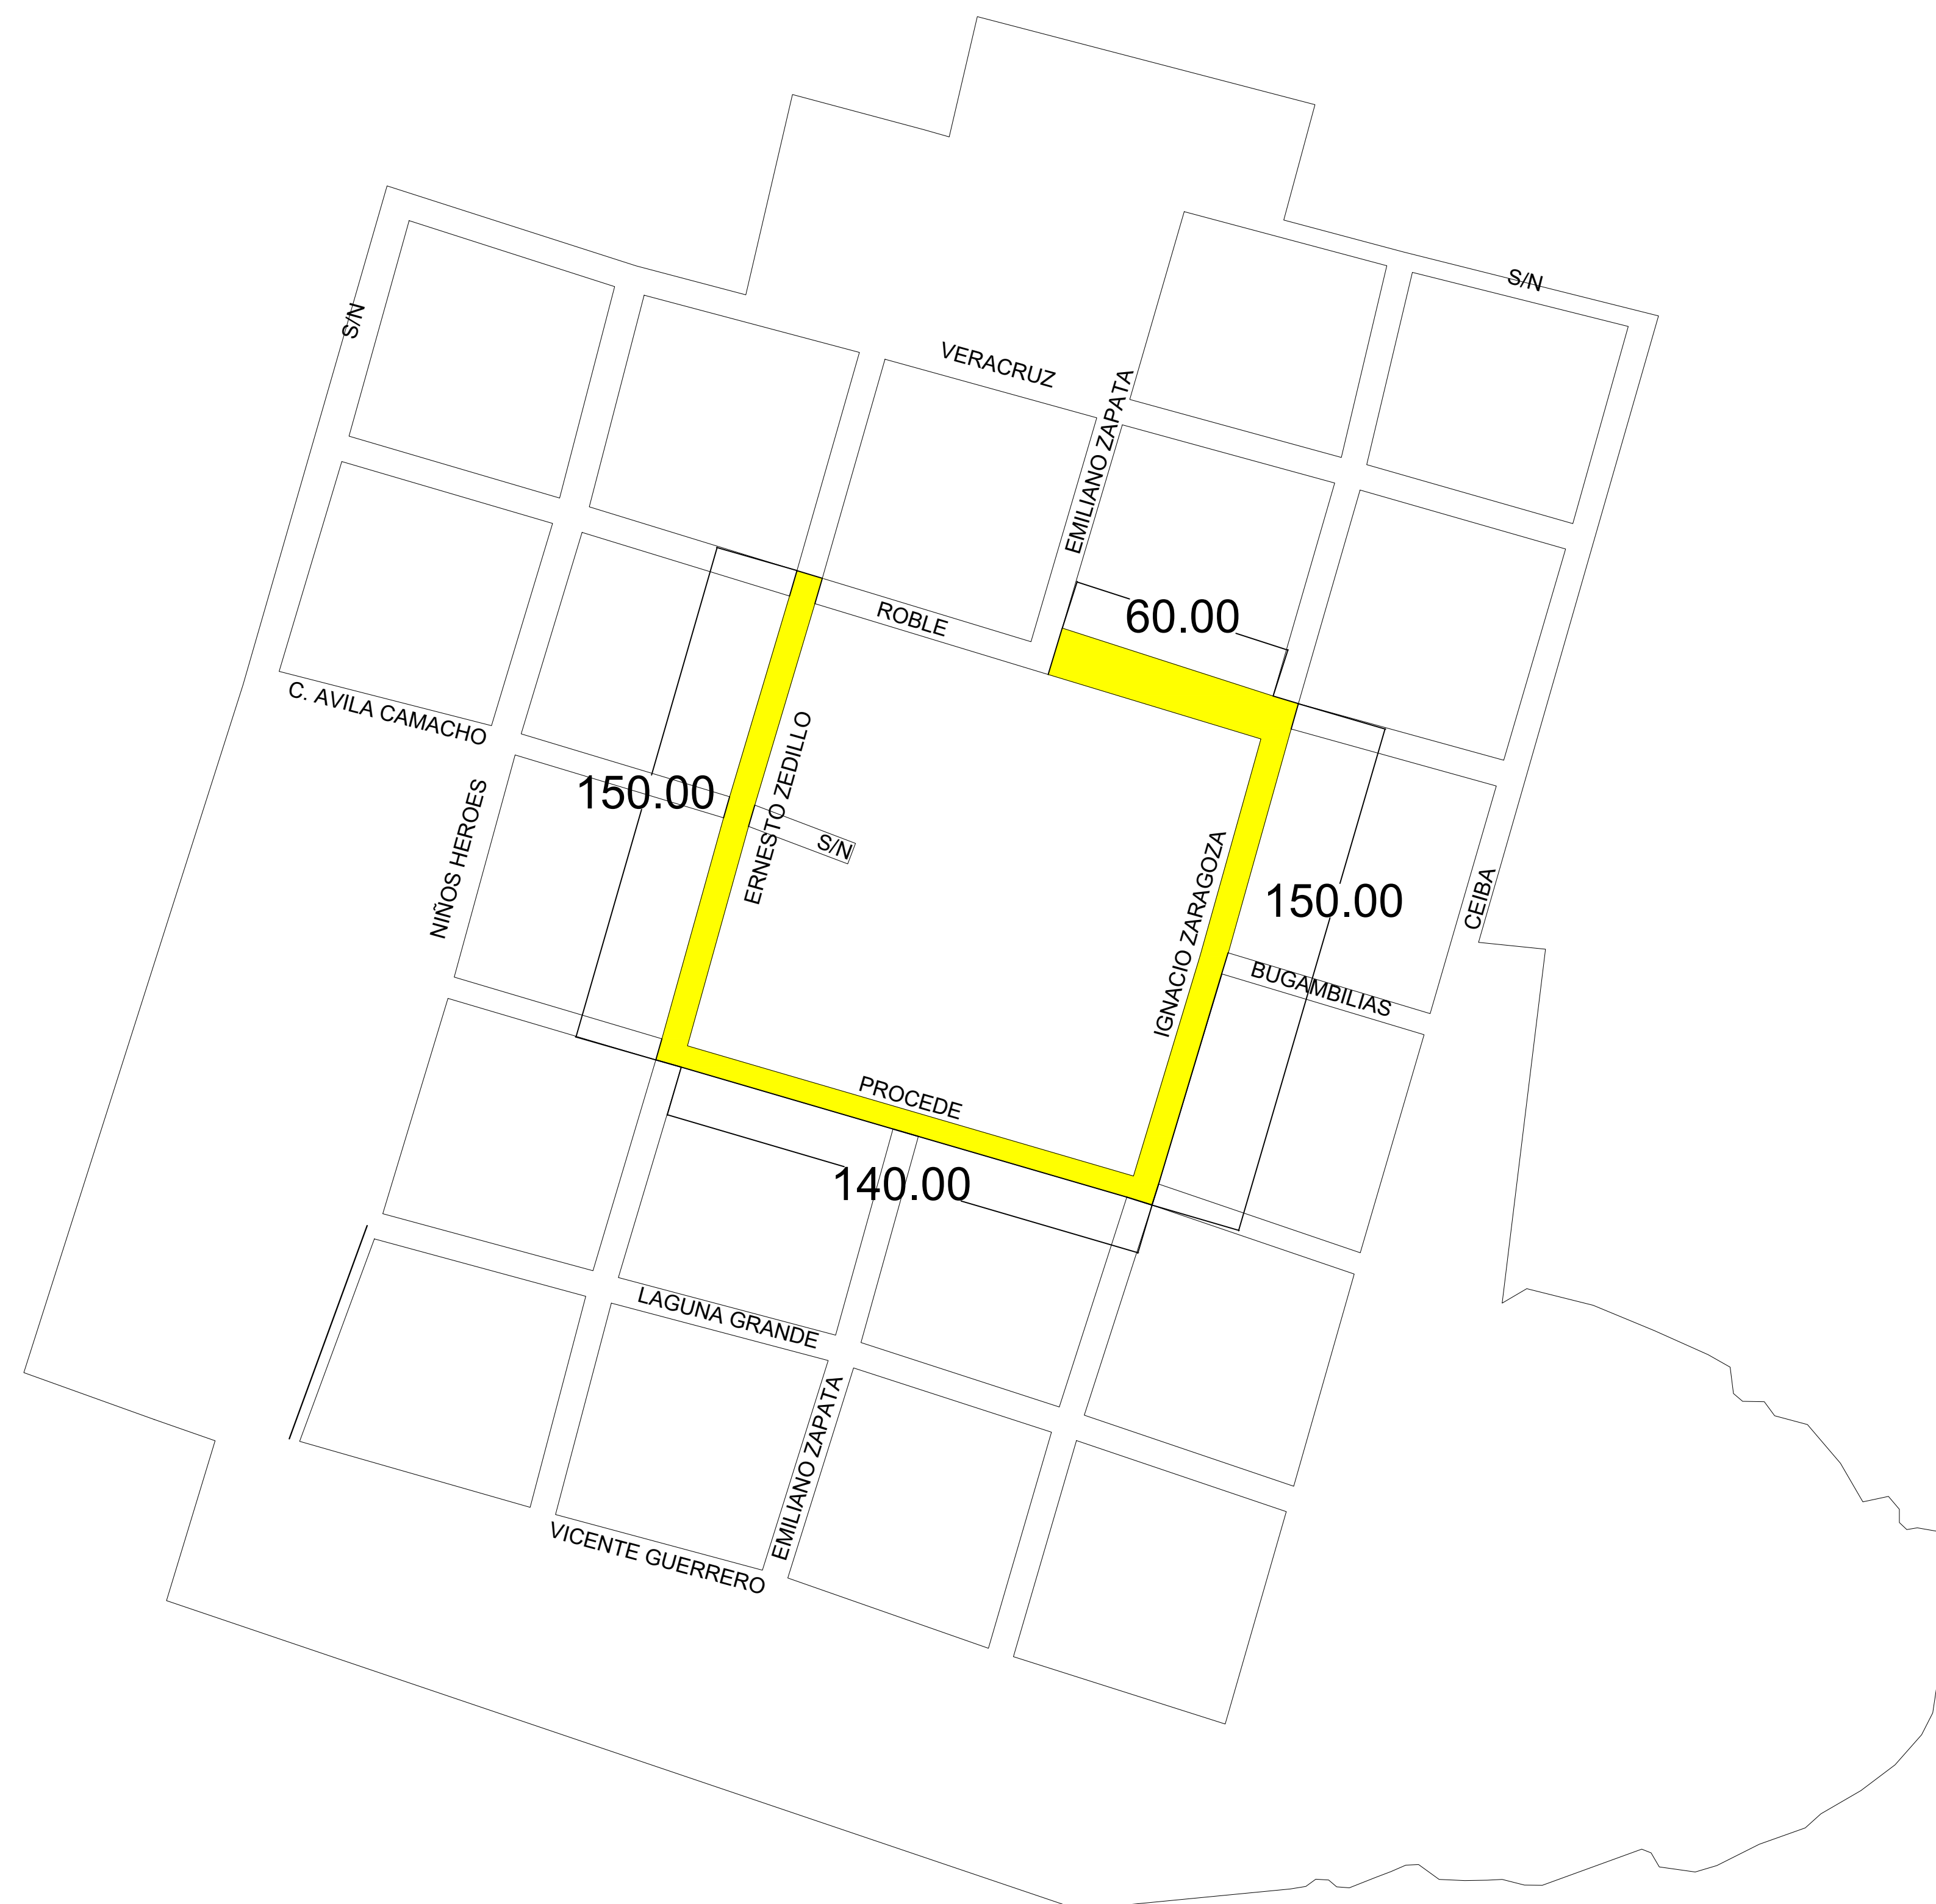 S/N
S/N
VERACRUZ
EMILIANO ZAPATA
ROBLE
60.00
C. AVILA CAMACHO
150.00
ERNESTO ZEDILLO
S/N
NIÑOS HEROES
IGNACIO ZARAGOZA
150.00
CEIBA
BUGAMBILIAS
PROCEDE
140.00
LAGUNA GRANDE
EMILIANO ZAPATA
VICENTE GUERRERO